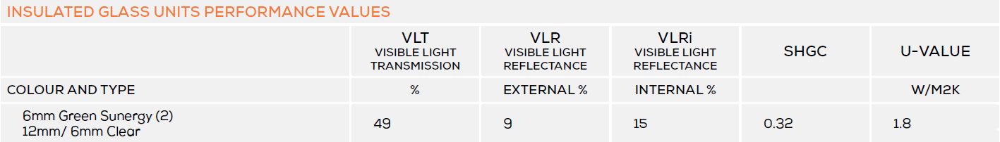 INSULATED GLASS UNITS PERFORMANCE VALUES
VLT
VISIBLE LIGHT
TRANSMISSION
VLR
VISIBLE LIGHT
REFLECTANCE
VLRi
VISIBLE LIGHT
REFLECTANCE
SHGC
U-VALUE
COLOUR AND TYPE
%
EXTERNAL %
INTERNAL %
W/M2K
6mm Green Sunergy (2)
12mm/ 6mm Clear
49
9
15
0.32
1.8